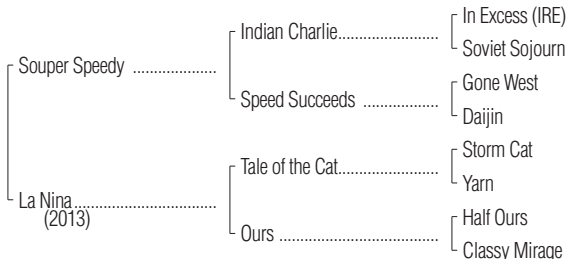 In Excess (IRE)
Indian Charlie
Soviet Sojourn
Souper Speedy
Gone West
Speed Succeeds
Daijin
Storm Cat
Tale of the Cat
Yarn
La Nina
(2013)
Half Ours
Ours
Classy Mirage